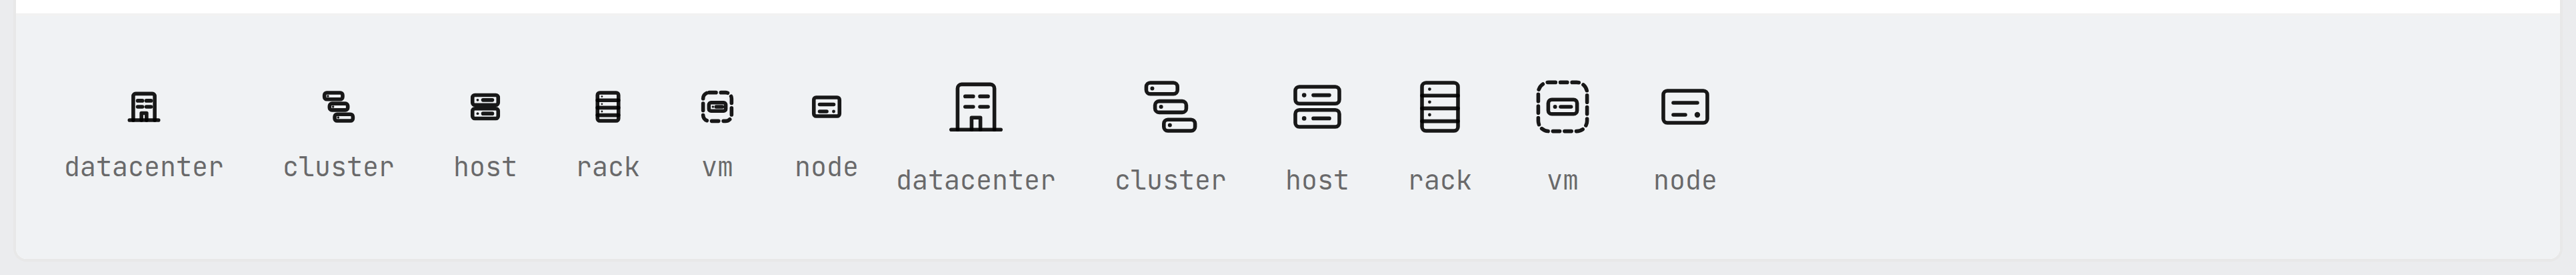 datacenter cluster host rack vm node datacenter cluster host rack vm node